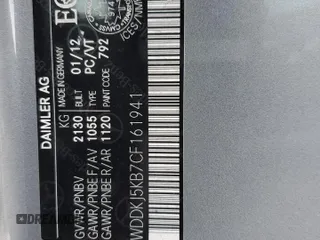 DAIMLER AG
MADE IN GERMANY
KG
GVWR/PNBV 2130
GAWR/PNBE F/AV 1055
GAWR/PNBE R/AR 1120
BUILT 01/12
TYPE PC/VT
PAINT CODE 792
WDDKJ5KB7CF161941